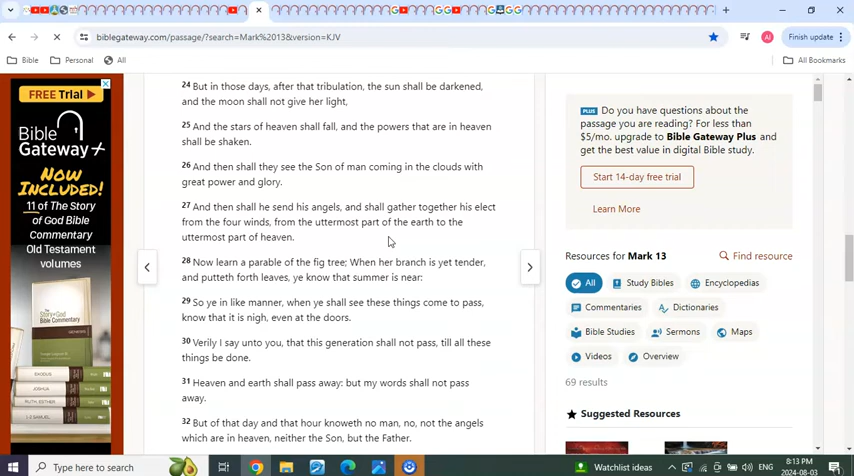 biblegateway.com/passage/?search=Mark%2013&version=KJV
AI
Finish update
Bible
Personal
All
All Bookmarks
FREE Trial
Bible
Gateway+
NOW
INCLUDED!
11 of The Story
of God Bible
Commentary
Old Testament
volumes
EXODUS
JOSHUA
RUTH, ESTHER
1-2 SAMUEL
24 But in those days, after that tribulation, the sun shall be darkened,
and the moon shall not give her light,
25 And the stars of heaven shall fall, and the powers that are in heaven
shall be shaken.
26 And then shall they see the Son of man coming in the clouds with
great power and glory.
27 And then shall he send his angels, and shall gather together his elect
from the four winds, from the uttermost part of the earth to the
uttermost part of heaven.
28 Now learn a parable of the fig tree; When her branch is yet tender,
and putteth forth leaves, ye know that summer is near:
29 So ye in like manner, when ye shall see these things come to pass,
know that it is nigh, even at the doors.
30 Verily I say unto you, that this generation shall not pass, till all these
things be done.
31 Heaven and earth shall pass away: but my words shall not pass
away.
32 But of that day and that hour knoweth no man, no, not the angels
which are in heaven, neither the Son, but the Father.
PLUS Do you have questions about the
passage you are reading? For less than
$5/mo. upgrade to Bible Gateway Plus and
get the best value in digital Bible study.
Start 14-day free trial
Learn More
Resources for Mark 13
Find resource
All
Study Bibles
Encyclopedias
Commentaries
Dictionaries
Bible Studies
Sermons
Maps
Videos
Overview
69 results
Suggested Resources
Type here to search
Watchlist ideas
ENG
8:13 PM
2024-08-03